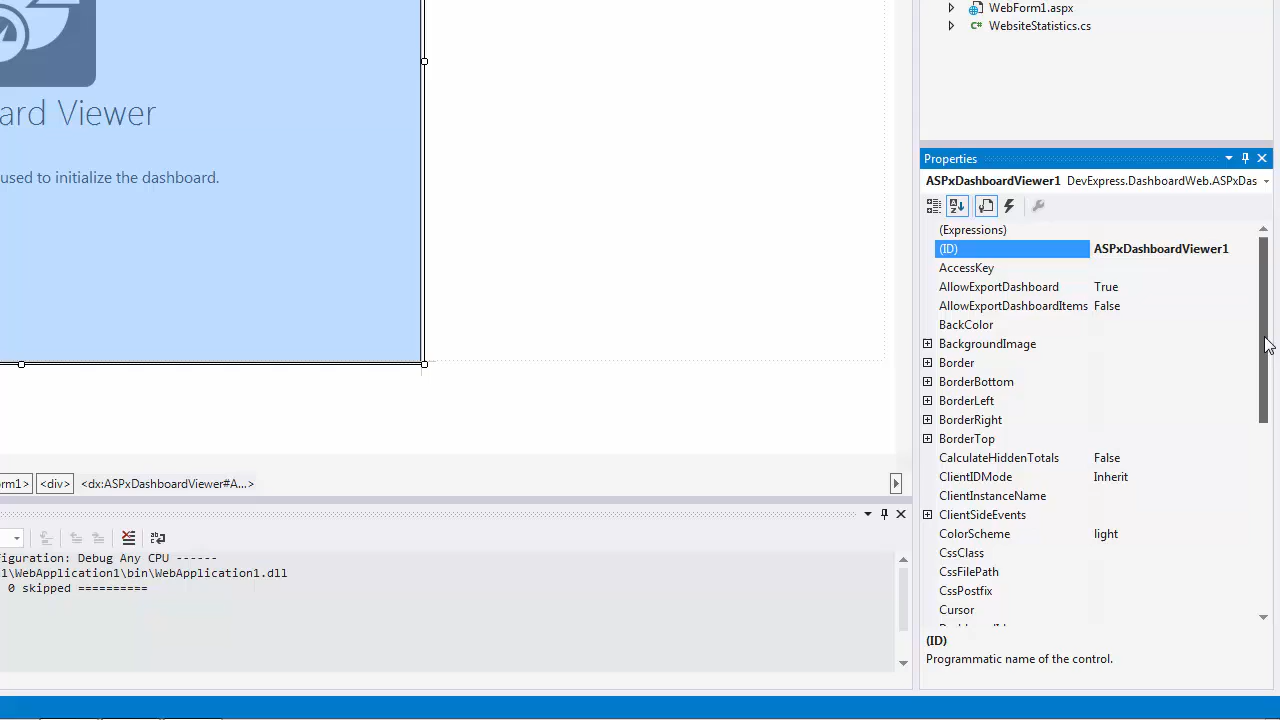 WebForm1.aspx
C# WebsiteStatistics.cs
ard Viewer
used to initialize the dashboard.
Properties
ASPxDashboardViewer1 DevExpress.DashboardWeb.ASPxDas
(Expressions)
(ID) ASPxDashboardViewer1
AccessKey
AllowExportDashboard True
AllowExportDashboardItems False
BackColor
BackgroundImage
Border
BorderBottom
BorderLeft
BorderRight
BorderTop
CalculateHiddenTotals False
ClientIDMode Inherit
ClientInstanceName
ClientSideEvents
ColorScheme light
CssClass
CssFilePath
CssPostfix
Cursor
(ID)
Programmatic name of the control.
orm1> <div> <dx:ASPxDashboardViewer#A...>
figuration: Debug Any CPU ------
1\WebApplication1\bin\WebApplication1.dll
0 skipped ==========